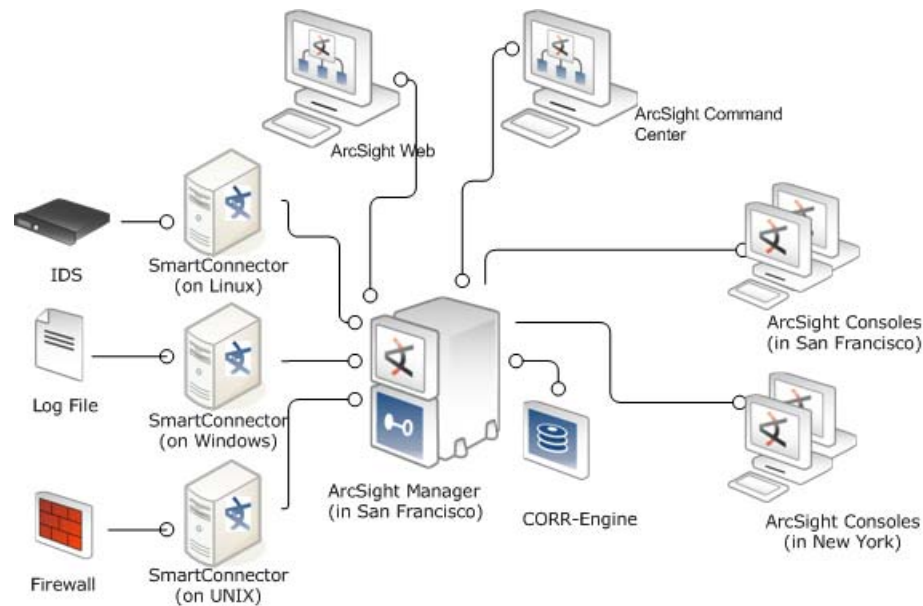 ArcSight Web
ArcSight Command
Center
IDS
SmartConnector
(on Linux)
ArcSight Consoles
(in San Francisco)
Log File
SmartConnector
(on Windows)
ArcSight Manager
(in San Francisco)
CORR-Engine
ArcSight Consoles
(in New York)
Firewall
SmartConnector
(on UNIX)